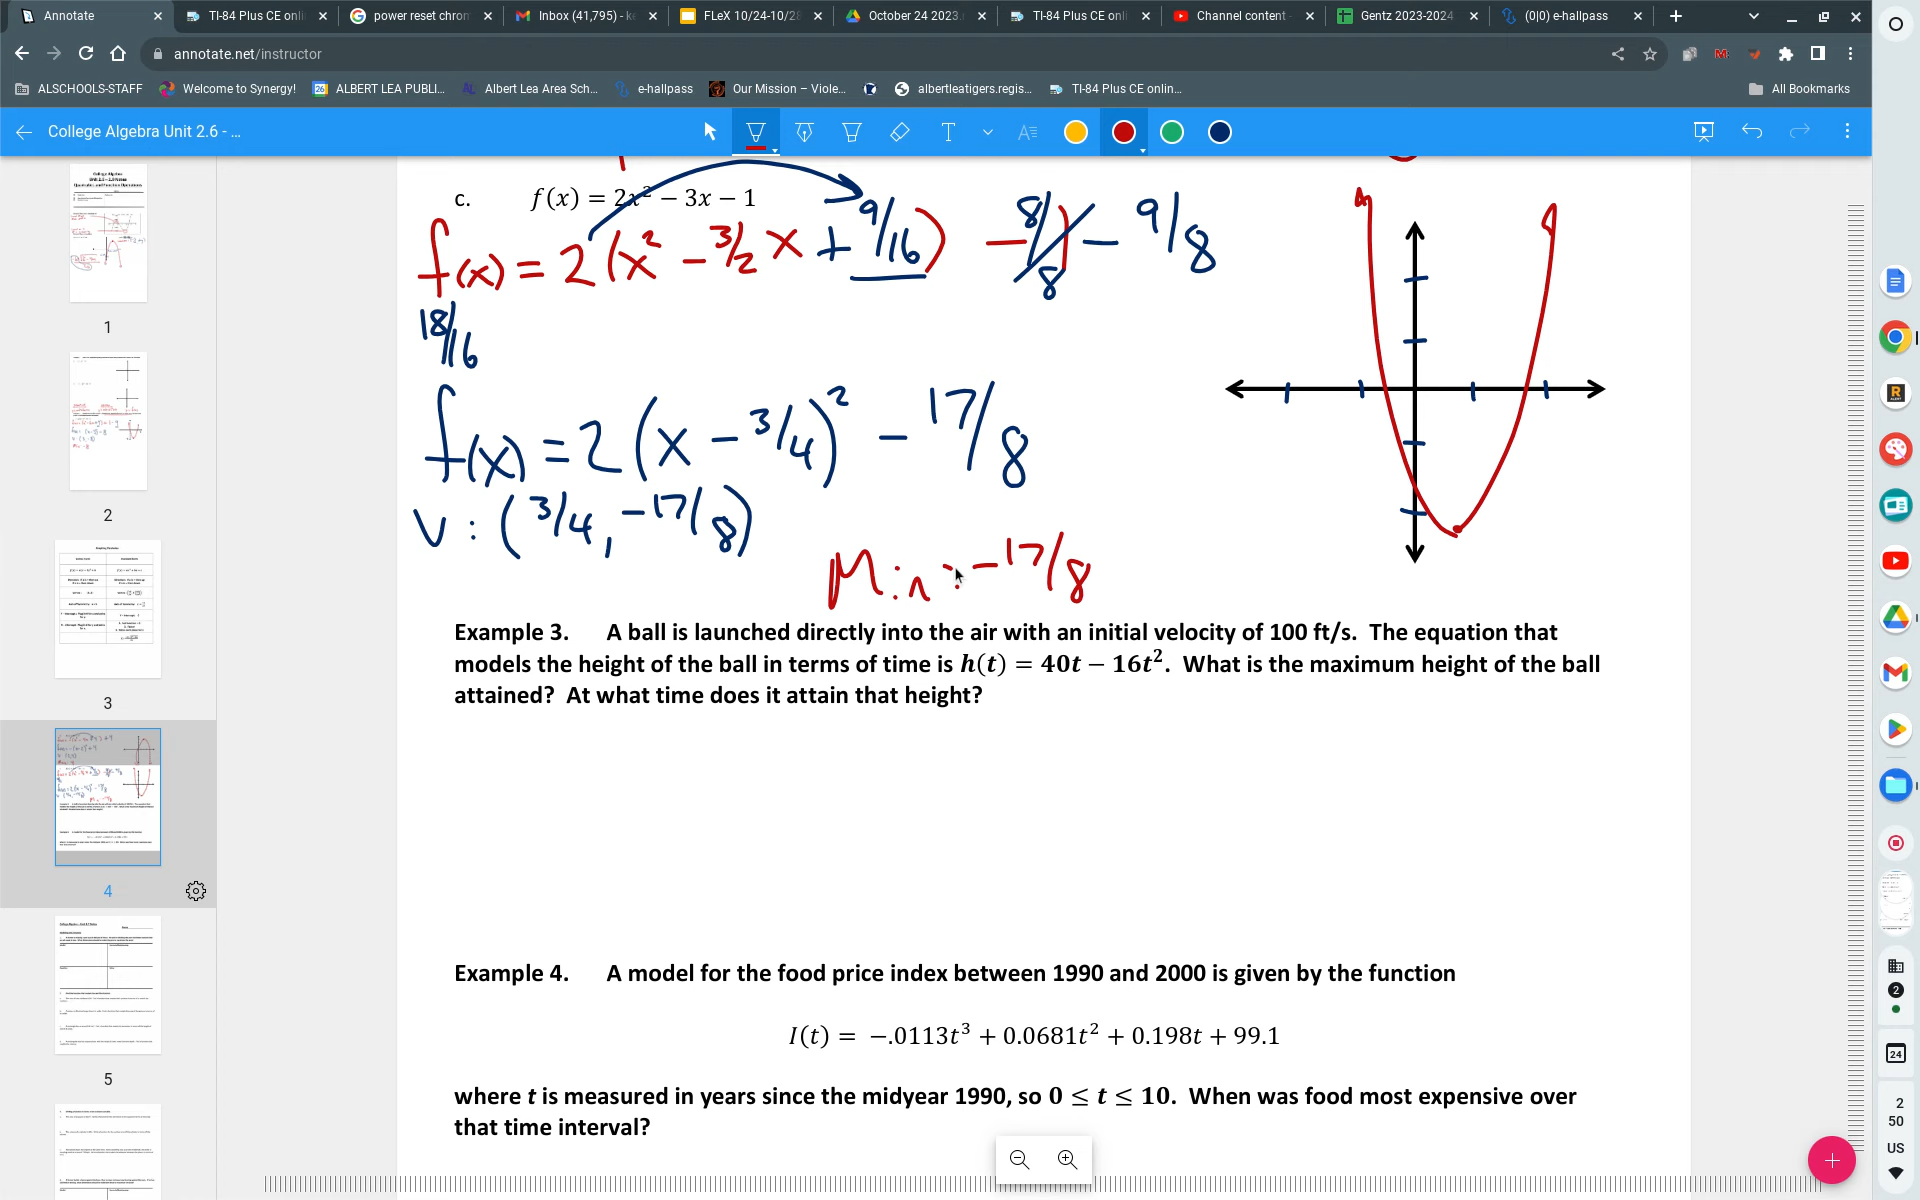 Annotate
TI-84 Plus CE onli
power reset chrom
Inbox (41,795) - k
FLeX 10/24-10/28
October 24 2023.
TI-84 Plus CE onli
Channel content -
Gentz 2023-2024
(0|0) e-hallpass
annotate.net/instructor
ALSCHOOLS-STAFF
Welcome to Synergy!
ALBERT LEA PUBLI...
Albert Lea Area Sch...
e-hallpass
Our Mission – Viole...
albertleatigers.regis...
TI-84 Plus CE onlin...
All Bookmarks
College Algebra Unit 2.6 - ...
c. f(x) = 2x² − 3x − 1
f(x) = 2(x² − 3/2 x + 9/16) − 1 8/8 − 9/8
18/16
f(x) = 2(x − 3/4)² − 17/8
V: (3/4, −17/8)
Min: −17/8
Example 3. A ball is launched directly into the air with an initial velocity of 100 ft/s. The equation that
models the height of the ball in terms of time is h(t) = 40t − 16t². What is the maximum height of the ball
attained? At what time does it attain that height?
Example 4. A model for the food price index between 1990 and 2000 is given by the function
I(t) = −.0113t³ + 0.0681t² + 0.198t + 99.1
where t is measured in years since the midyear 1990, so 0 ≤ t ≤ 10. When was food most expensive over
that time interval?
1
2
3
4
5
2
24
2
50
US